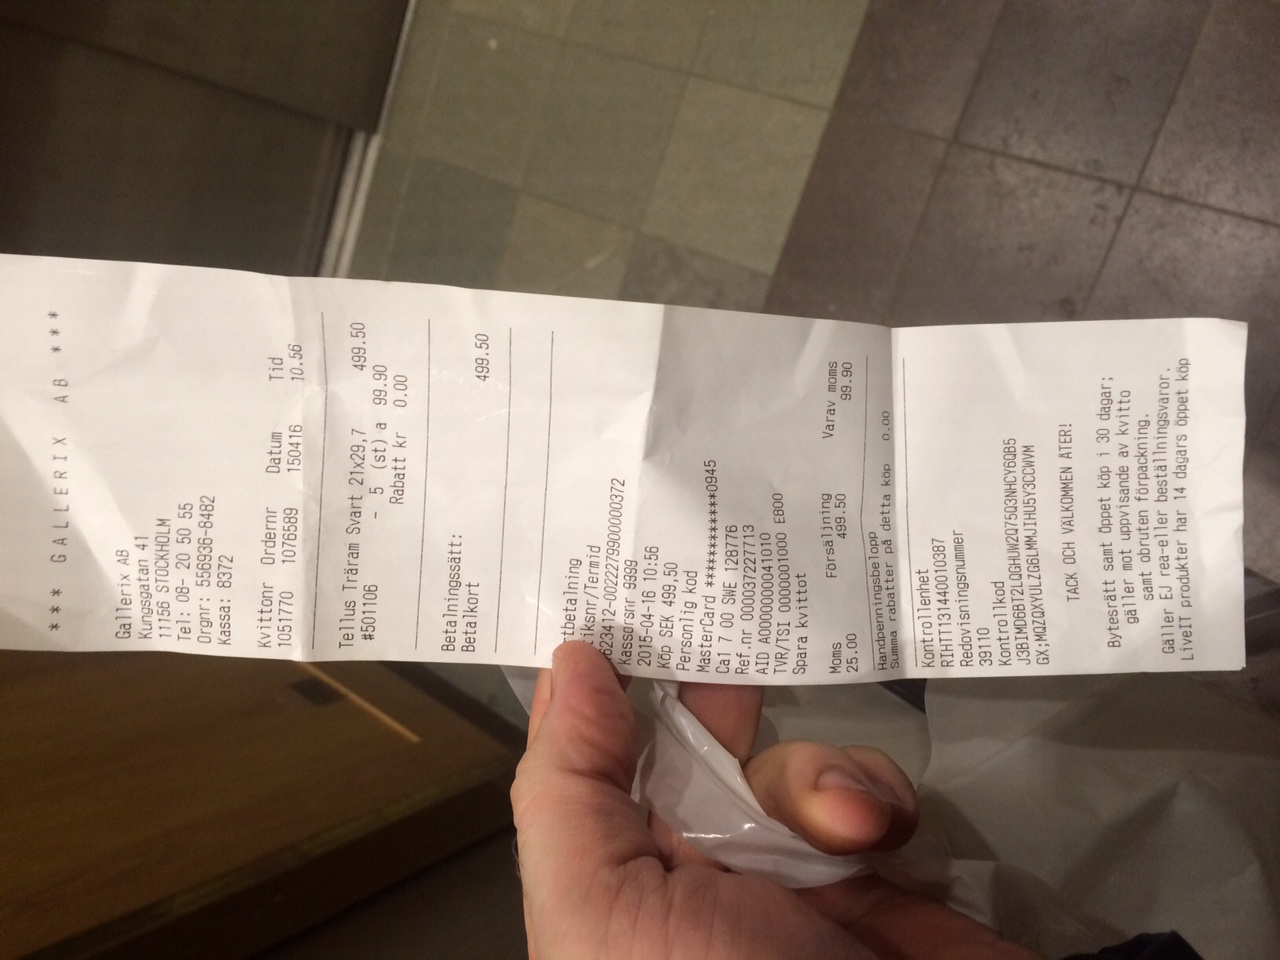 *** GALLERIX AB ***
Gallerix AB
Kungsgatan 41
11156 STOCKHOLM
Tel: 08- 20 50 55
Orgnr: 556936-8482
Kassa: 8372
Kvittonr Ordernr Datum Tid
1051770 1076589 150416 10.56
Tellus Träram Svart 21x29,7 499.50
#501106 - 5 (st) a 99.90
Rabatt kr 0.00
Betalningssätt:
Betalkort 499.50
rtbetalning
tiksnr/Termid
623412-0022279900000372
Kassörsnr 9999
2015-04-16 10:56
Köp SEK 499,50
Personlig kod
MasterCard ************0945
Ca1 7 00 SWE 128776
Ref.nr 000037227713
AID A0000000041010
TVR/TSI 0000001000 E800
Spara kvittot
Moms Försäljning Varav moms
25.00 499.50 99.90
Handpenningsbelopp
Summa rabatter på detta köp 0.00
Kontrollenhet
RIHTT131440010387
Redovisningsnummer
39110
Kontrollkod
J3BIMD6BT2LQGHUW2Q75Q3NHCY6QB5
GX;MQZQXYULZG6LMMJIHU5Y3CCWVM
TACK OCH VÄLKOMMEN ÅTER!
Bytesrätt samt Öppet köp i 30 dagar;
gäller mot uppvisande av kvitto
samt obruten förpackning.
Gäller EJ rea-eller beställningsvaror.
LiveIT produkter har 14 dagars öppet köp